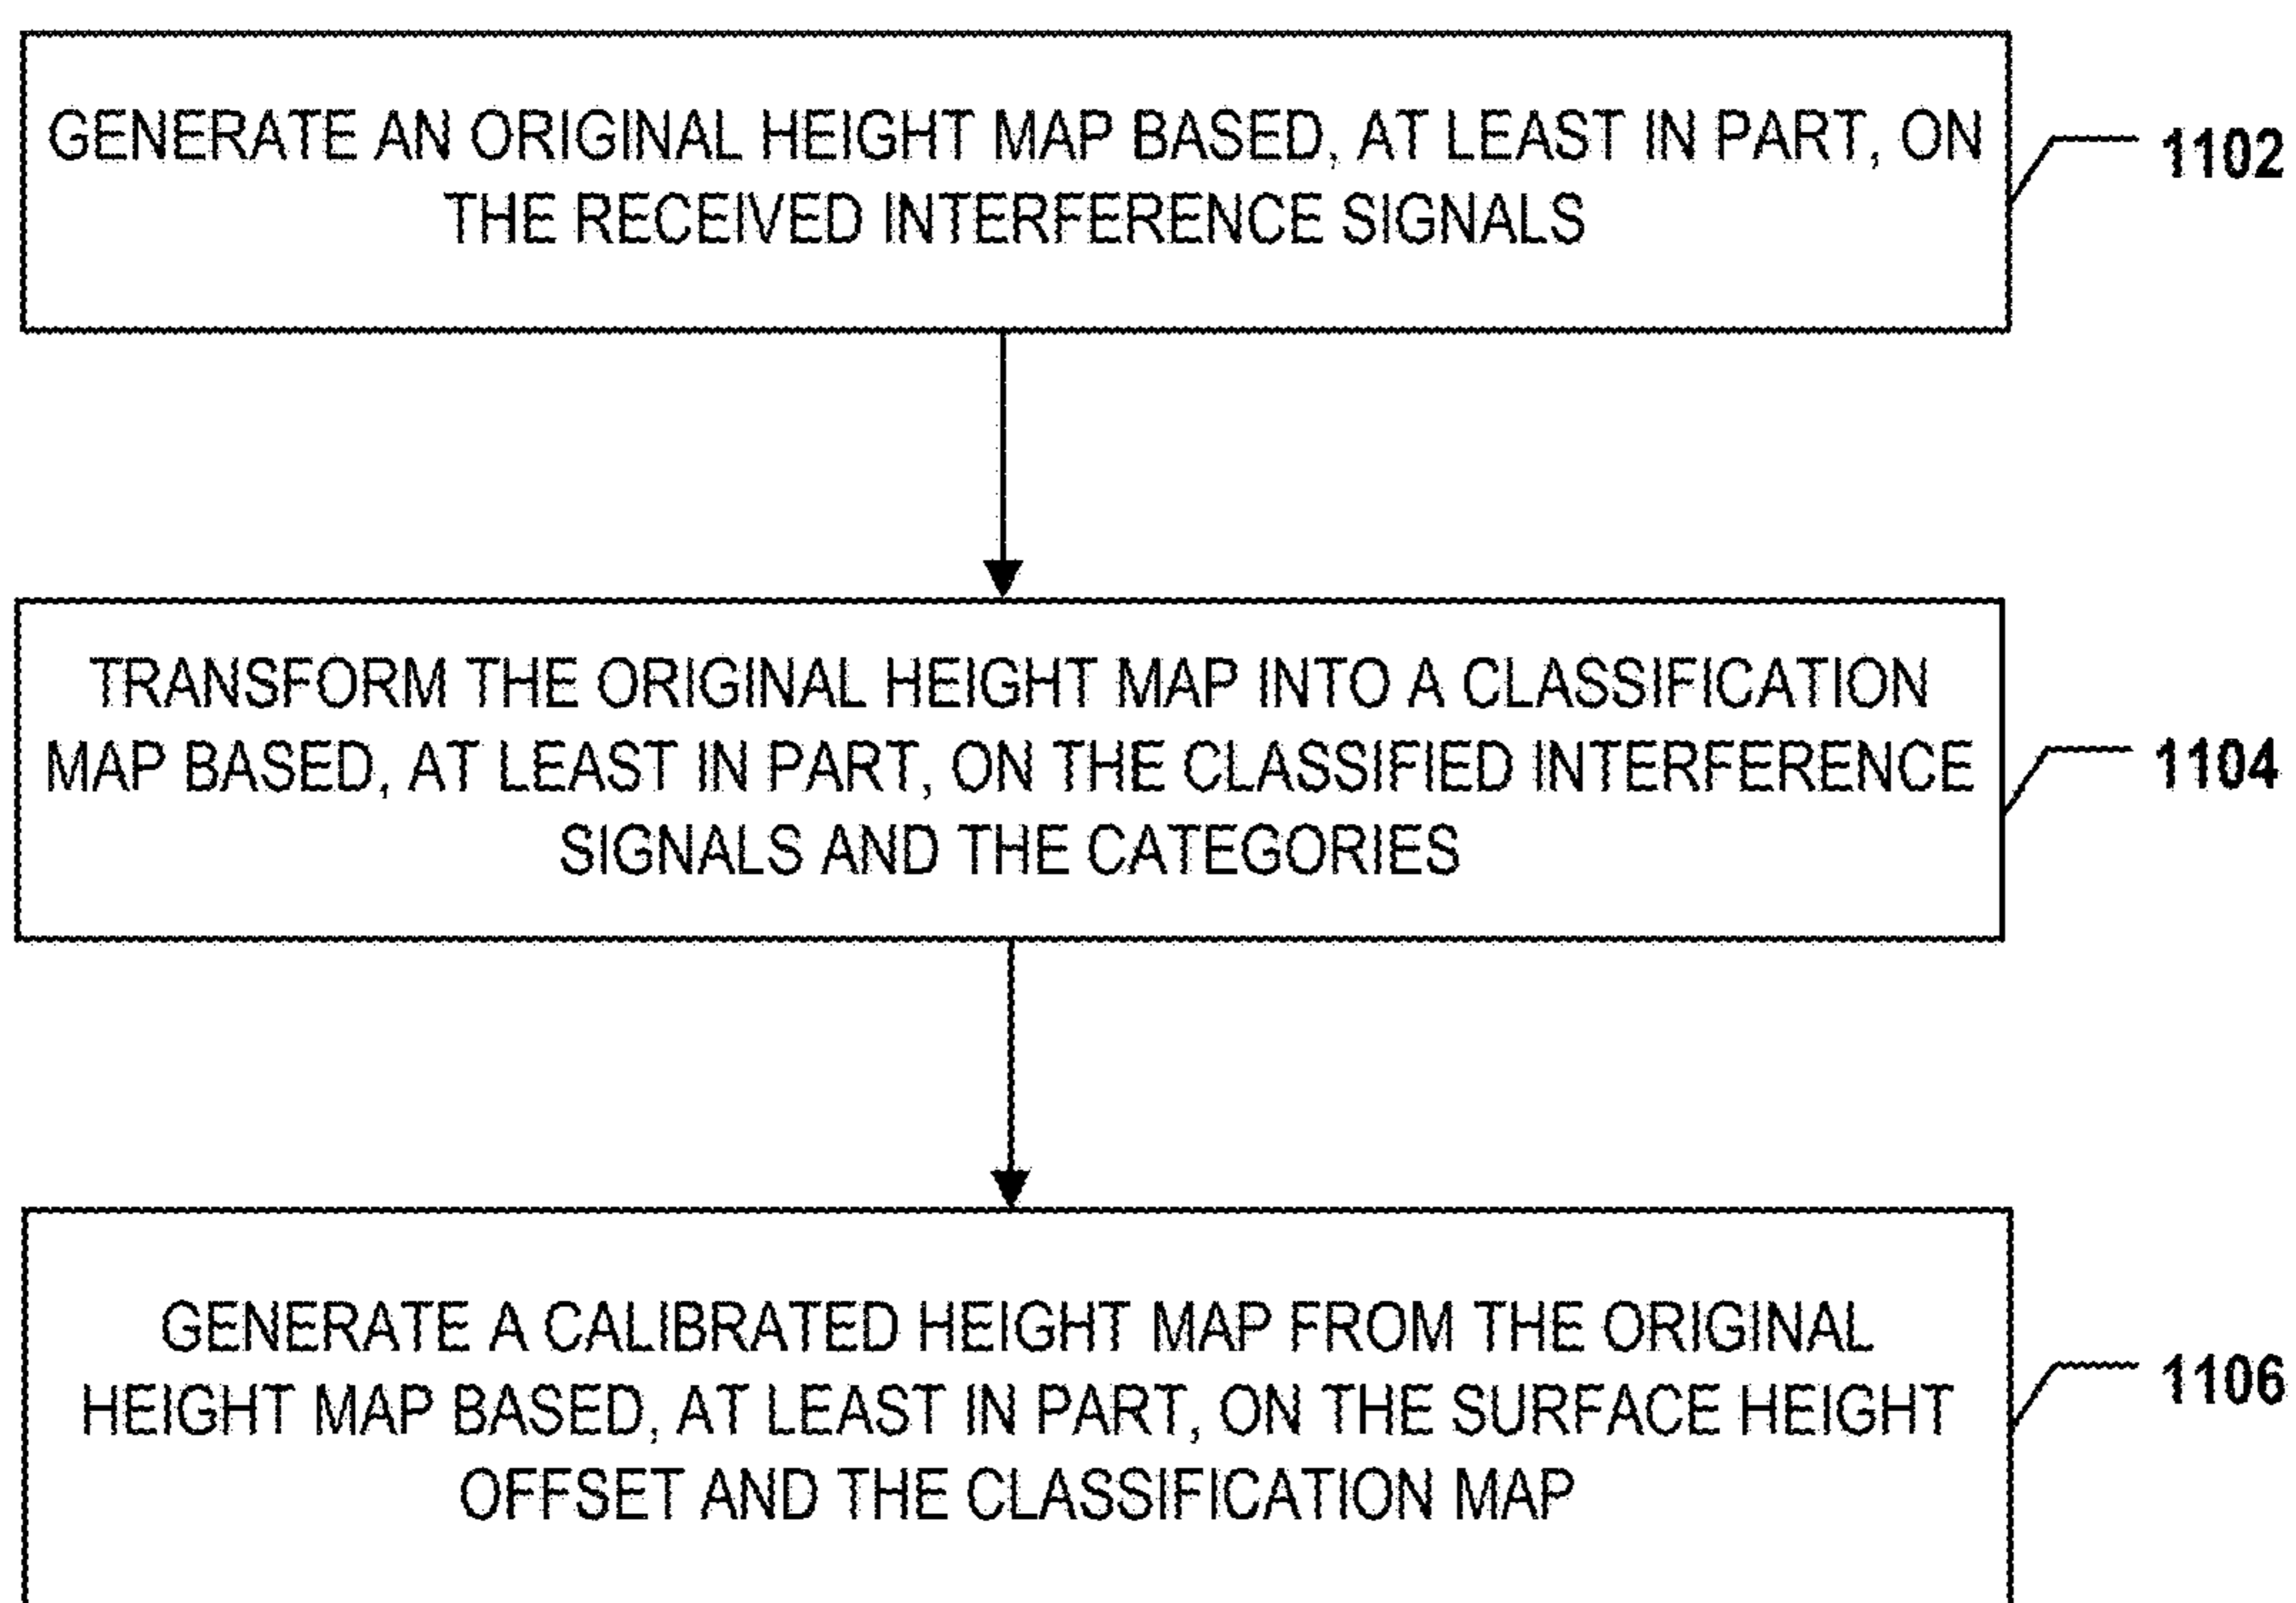 GENERATE AN ORIGINAL HEIGHT MAP BASED, AT LEAST IN PART, ON
THE RECEIVED INTERFERENCE SIGNALS
1102
TRANSFORM THE ORIGINAL HEIGHT MAP INTO A CLASSIFICATION
MAP BASED, AT LEAST IN PART, ON THE CLASSIFIED INTERFERENCE
SIGNALS AND THE CATEGORIES
1104
GENERATE A CALIBRATED HEIGHT MAP FROM THE ORIGINAL
HEIGHT MAP BASED, AT LEAST IN PART, ON THE SURFACE HEIGHT
OFFSET AND THE CLASSIFICATION MAP
1106